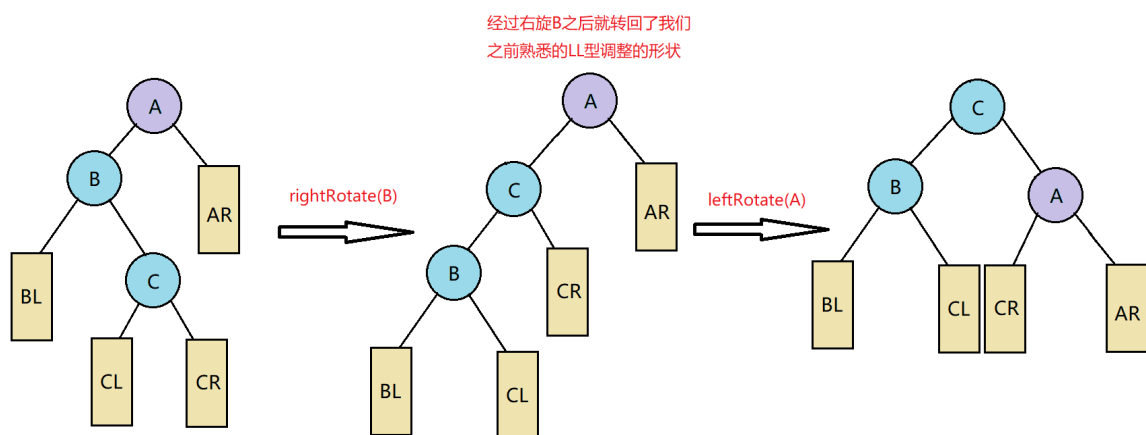 经过右旋B之后就转回了我们
之前熟悉的LL型调整的形状
A
B
AR
BL
C
CL
CR
rightRotate(B)
A
C
AR
B
CR
BL
CL
leftRotate(A)
C
B
A
BL
CL
CR
AR